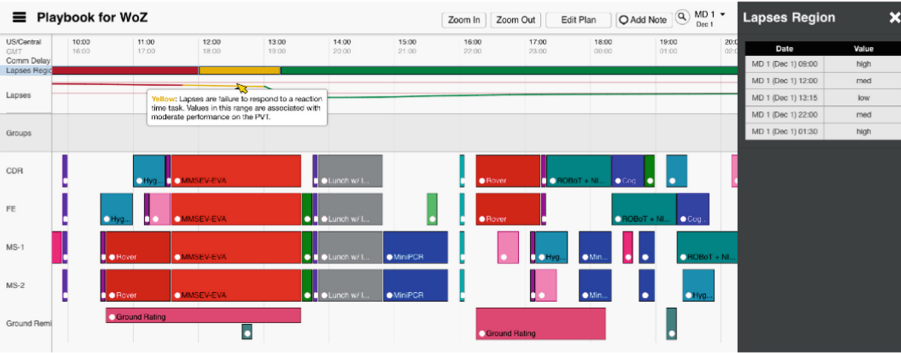 Playbook for WoZ
Zoom In
Zoom Out
Edit Plan
Add Note
MD 1
Dec 1
US/Central 10:00 11:00 12:00 13:00 14:00 15:00 16:00 17:00 18:00 19:00 20:0
GMT 16:00 17:00 18:00 19:00 20:00 21:00 22:00 23:00 00:00 01:00 02:0
Comm Delay
Lapses Regic
Lapses
Yellow: Lapses are failure to respond to a reaction
time task. Values in this range are associated with
moderate performance on the PVT.
Groups
CDR
Hyg...
MMSEV-EVA
Lunch w/ l...
Rover
ROBoT + NI...
Cog...
FE
Hyg...
MMSEV-EVA
Lunch w/ l...
Rover
ROBoT + NI...
Cog...
MS-1
Rover
MMSEV-EVA
Lunch w/ l...
MiniPCR
Hyg...
Min...
ROBoT + NI...
MS-2
Rover
MMSEV-EVA
Lunch w/ l...
MiniPCR
Min...
Hyg...
Ground Remi
Ground Rating
Ground Rating
Lapses Region
Date Value
MD 1 (Dec 1) 09:00 high
MD 1 (Dec 1) 12:00 med
MD 1 (Dec 1) 13:15 low
MD 1 (Dec 1) 22:00 med
MD 1 (Dec 1) 01:30 high